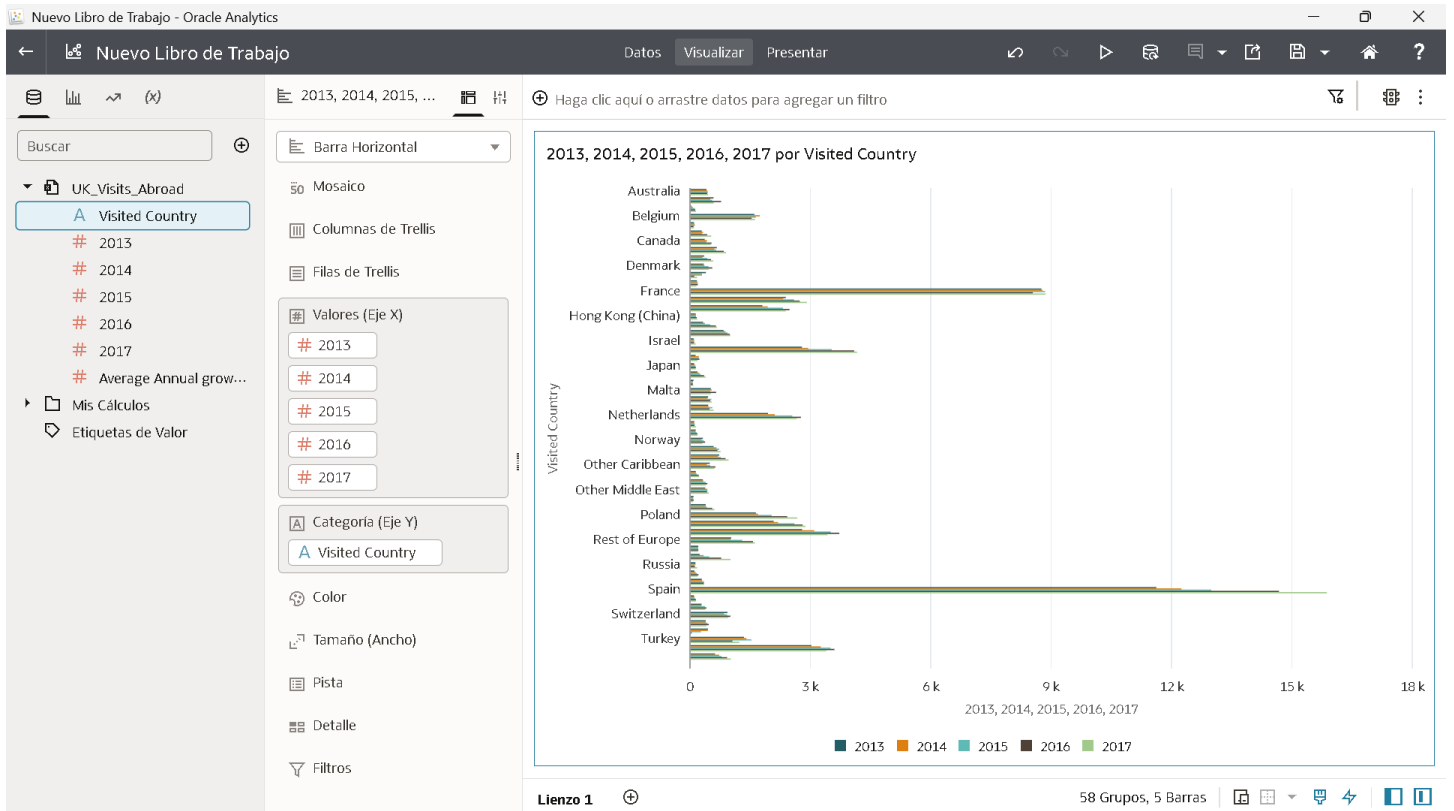 Nuevo Libro de Trabajo - Oracle Analytics
Nuevo Libro de Trabajo
Datos
Visualizar
Presentar
?
(x)
Buscar
UK_Visits_Abroad
A Visited Country
# 2013
# 2014
# 2015
# 2016
# 2017
# Average Annual grow...
Mis Cálculos
Etiquetas de Valor
2013, 2014, 2015, ...
Barra Horizontal
50 Mosaico
Columnas de Trellis
Filas de Trellis
# Valores (Eje X)
# 2013
# 2014
# 2015
# 2016
# 2017
A Categoría (Eje Y)
A Visited Country
Color
Tamaño (Ancho)
Pista
Detalle
Filtros
Haga clic aquí o arrastre datos para agregar un filtro
2013, 2014, 2015, 2016, 2017 por Visited Country
Visited Country
Australia
Belgium
Canada
Denmark
France
Hong Kong (China)
Israel
Japan
Malta
Netherlands
Norway
Other Caribbean
Other Middle East
Poland
Rest of Europe
Russia
Spain
Switzerland
Turkey
0 3 k 6 k 9 k 12 k 15 k 18 k
2013, 2014, 2015, 2016, 2017
2013 2014 2015 2016 2017
Lienzo 1
58 Grupos, 5 Barras